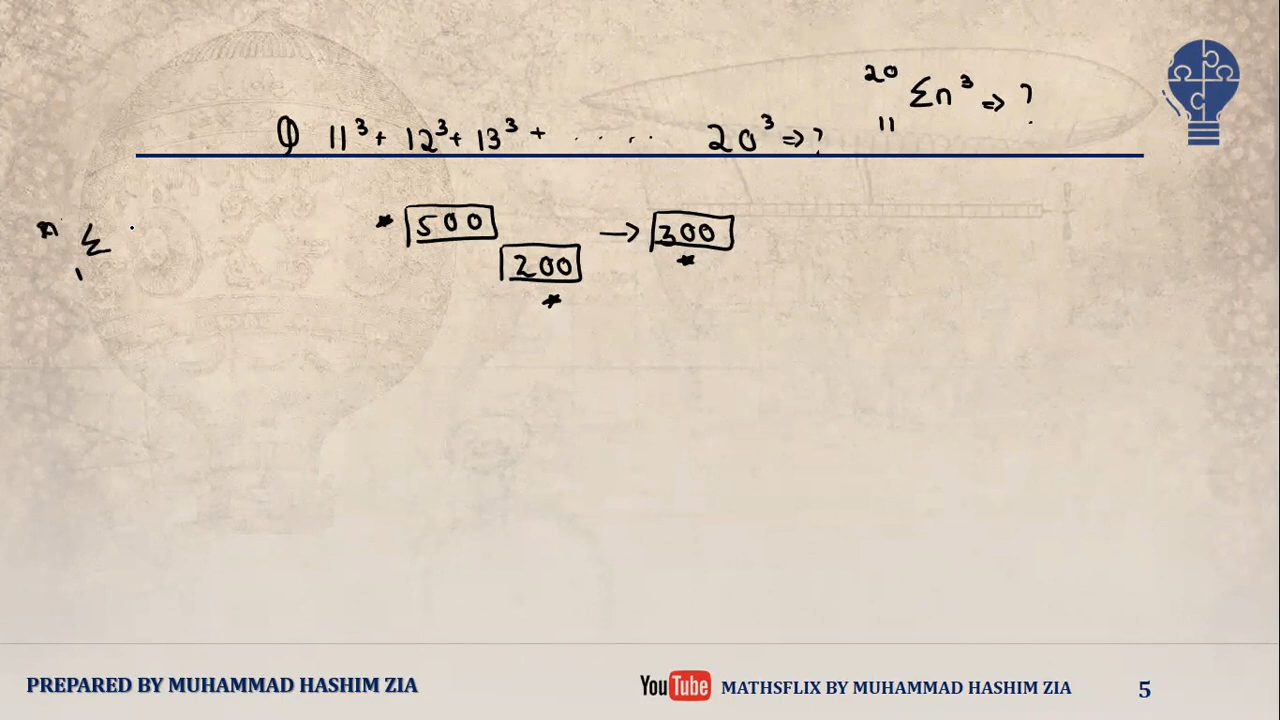 20
Σn³ ⇒ ?
11
Q 11³ + 12³ + 13³ + ...... 20³ ⇒ ?
n Σ
1
* 500 → 300
200 *
*
PREPARED BY MUHAMMAD HASHIM ZIA
YouTube MATHSFLIX BY MUHAMMAD HASHIM ZIA 5